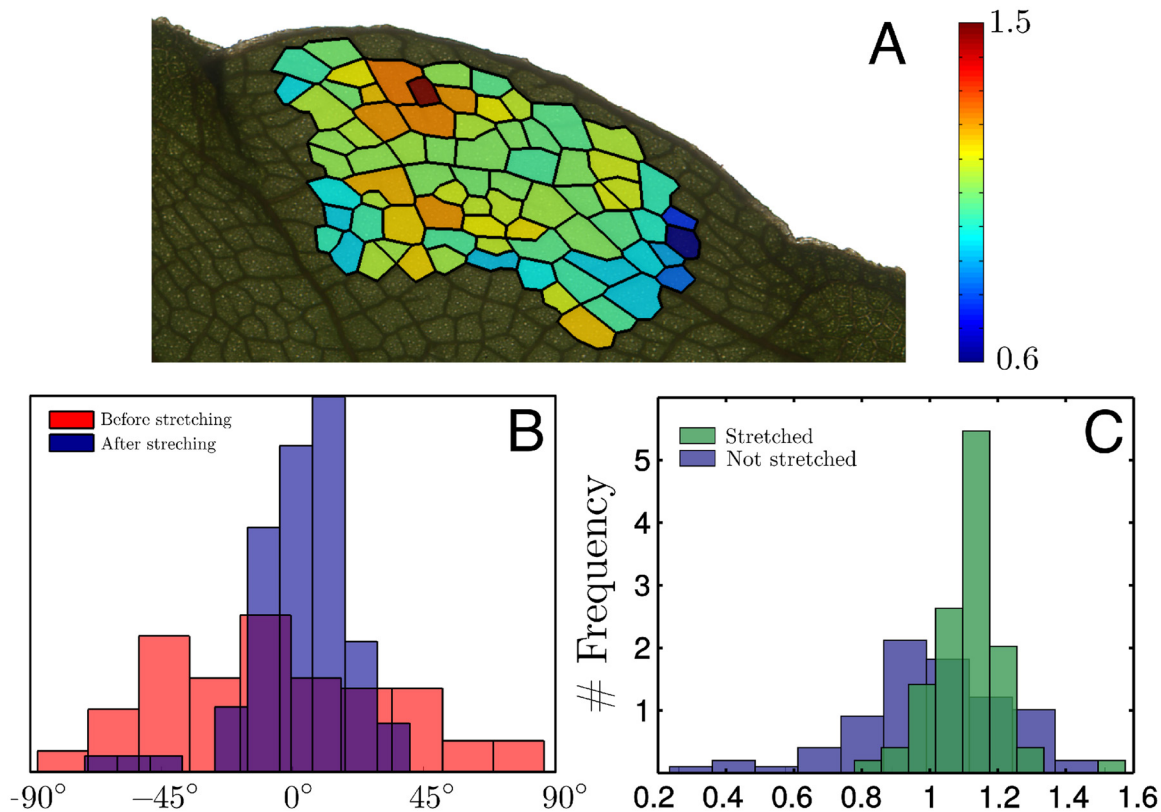 A
1.5
0.6
B
Before stretching
After streching
-90°
−45°
0°
45°
90°
C
Stretched
Not stretched
# Frequency
5
4
3
2
1
0.2
0.4
0.6
0.8
1
1.2
1.4
1.6